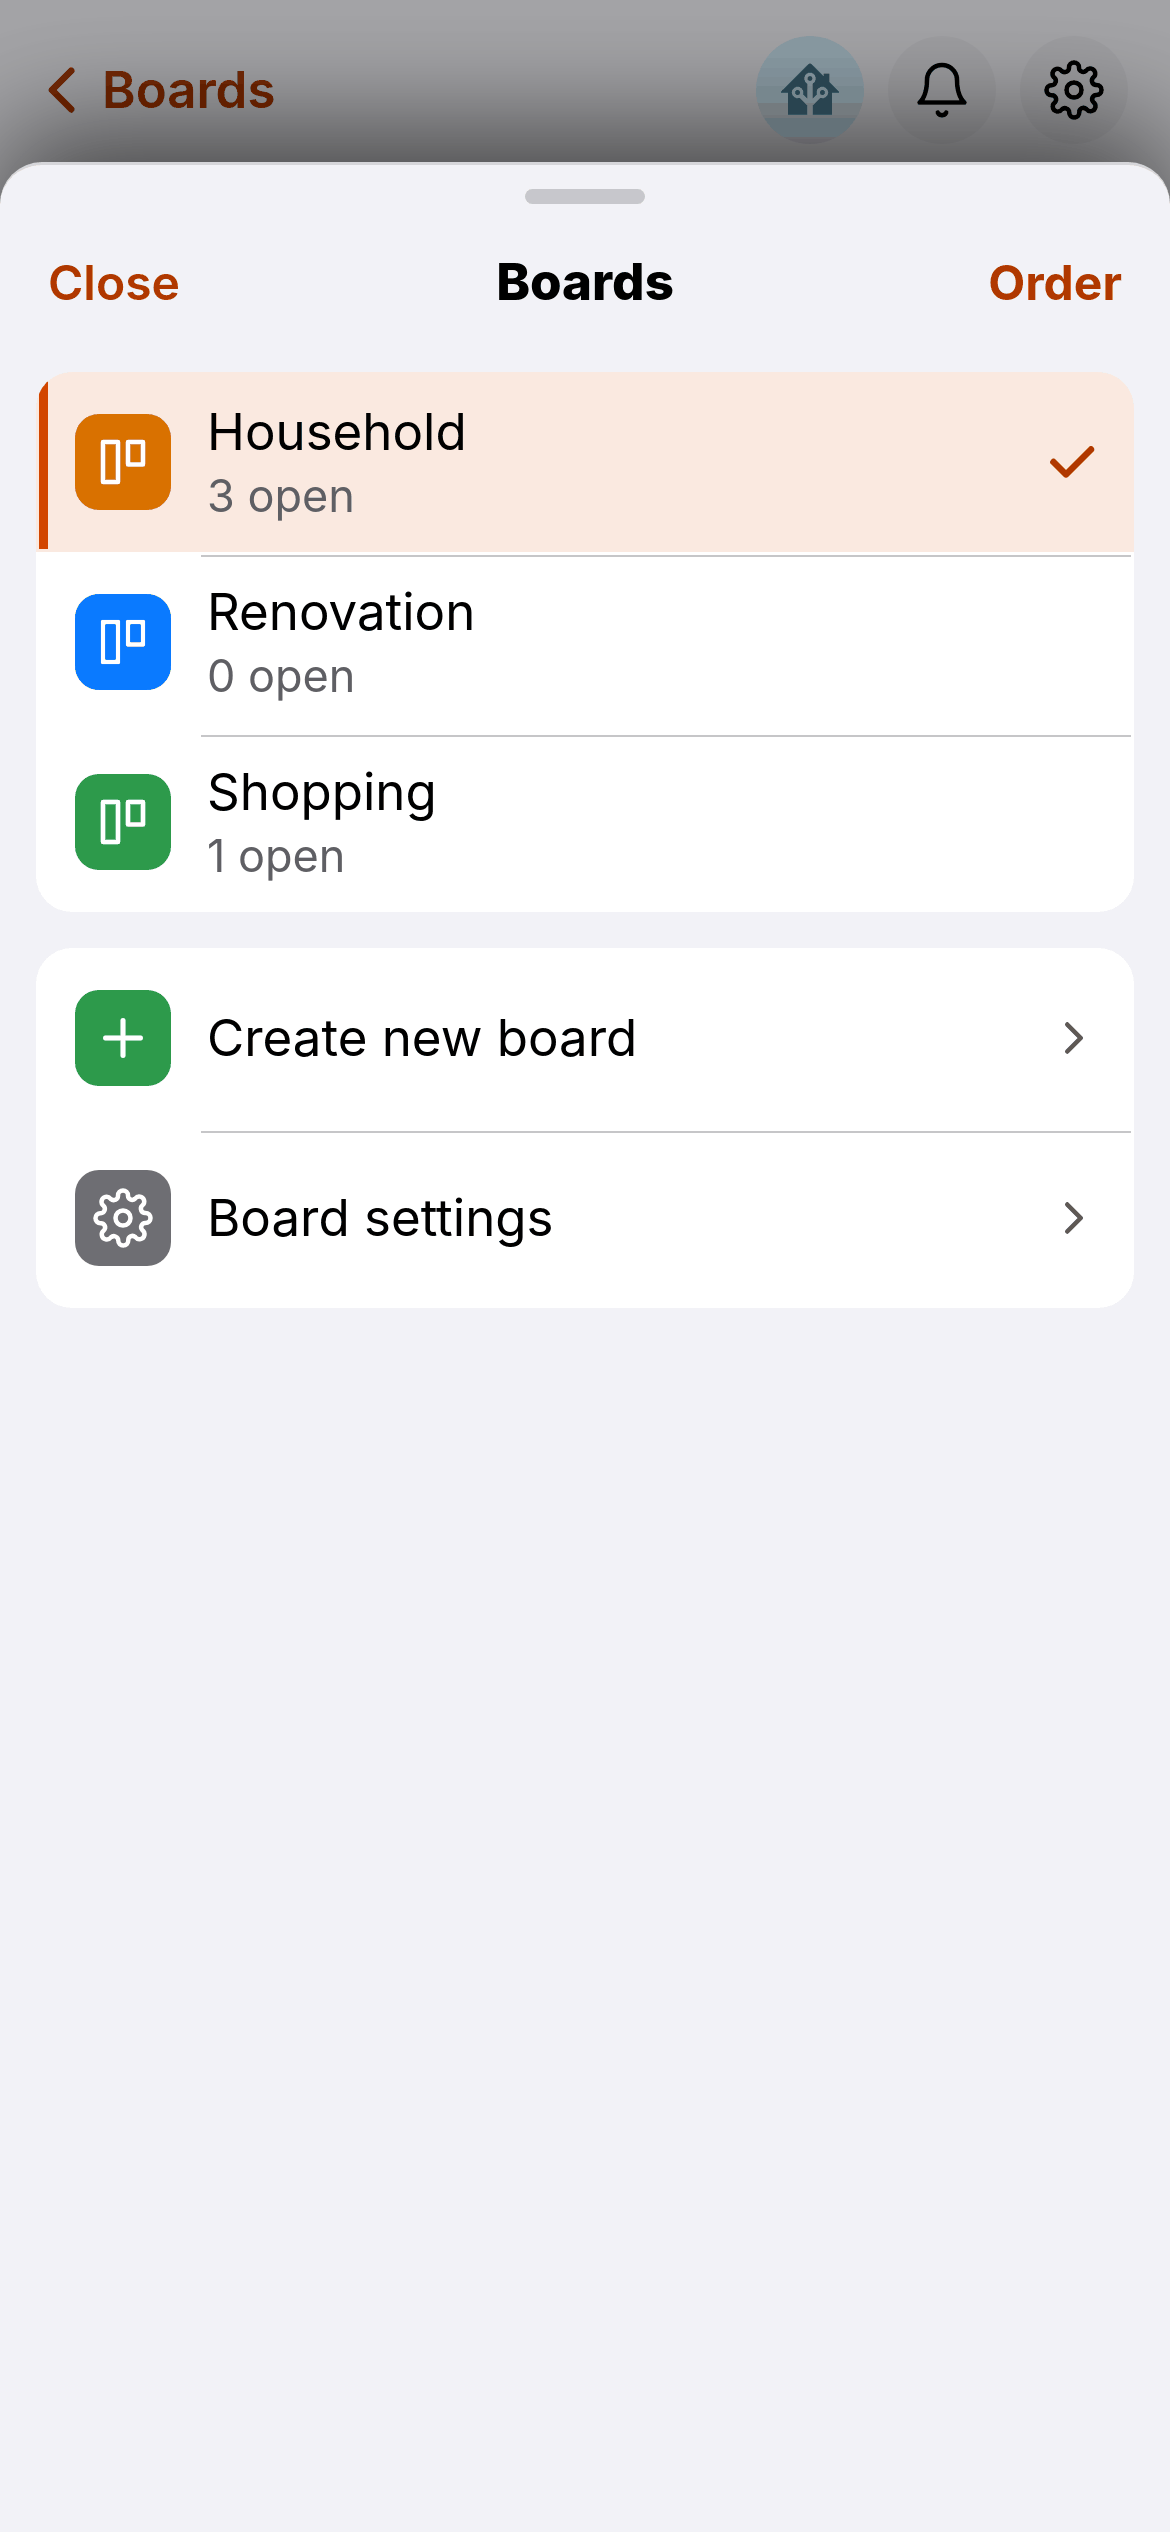 Boards
Close
Boards
Order
Household
3 open
Renovation
0 open
Shopping
1 open
Create new board
Board settings